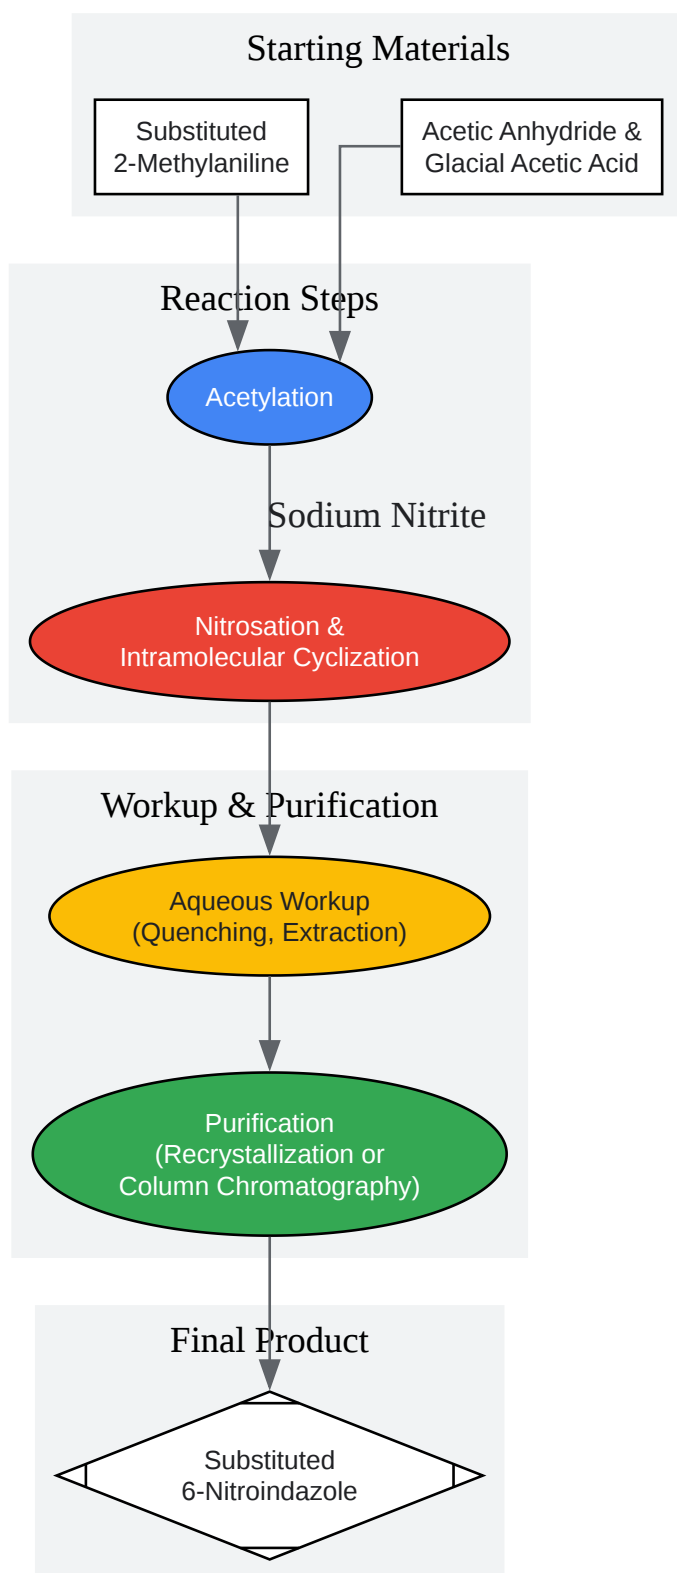 Starting Materials
Substituted
2-Methylaniline
Acetic Anhydride &
Glacial Acetic Acid
Reaction Steps
Acetylation
Sodium Nitrite
Nitrosation &
Intramolecular Cyclization
Workup & Purification
Aqueous Workup
(Quenching, Extraction)
Purification
(Recrystallization or
Column Chromatography)
Final Product
Substituted
6-Nitroindazole